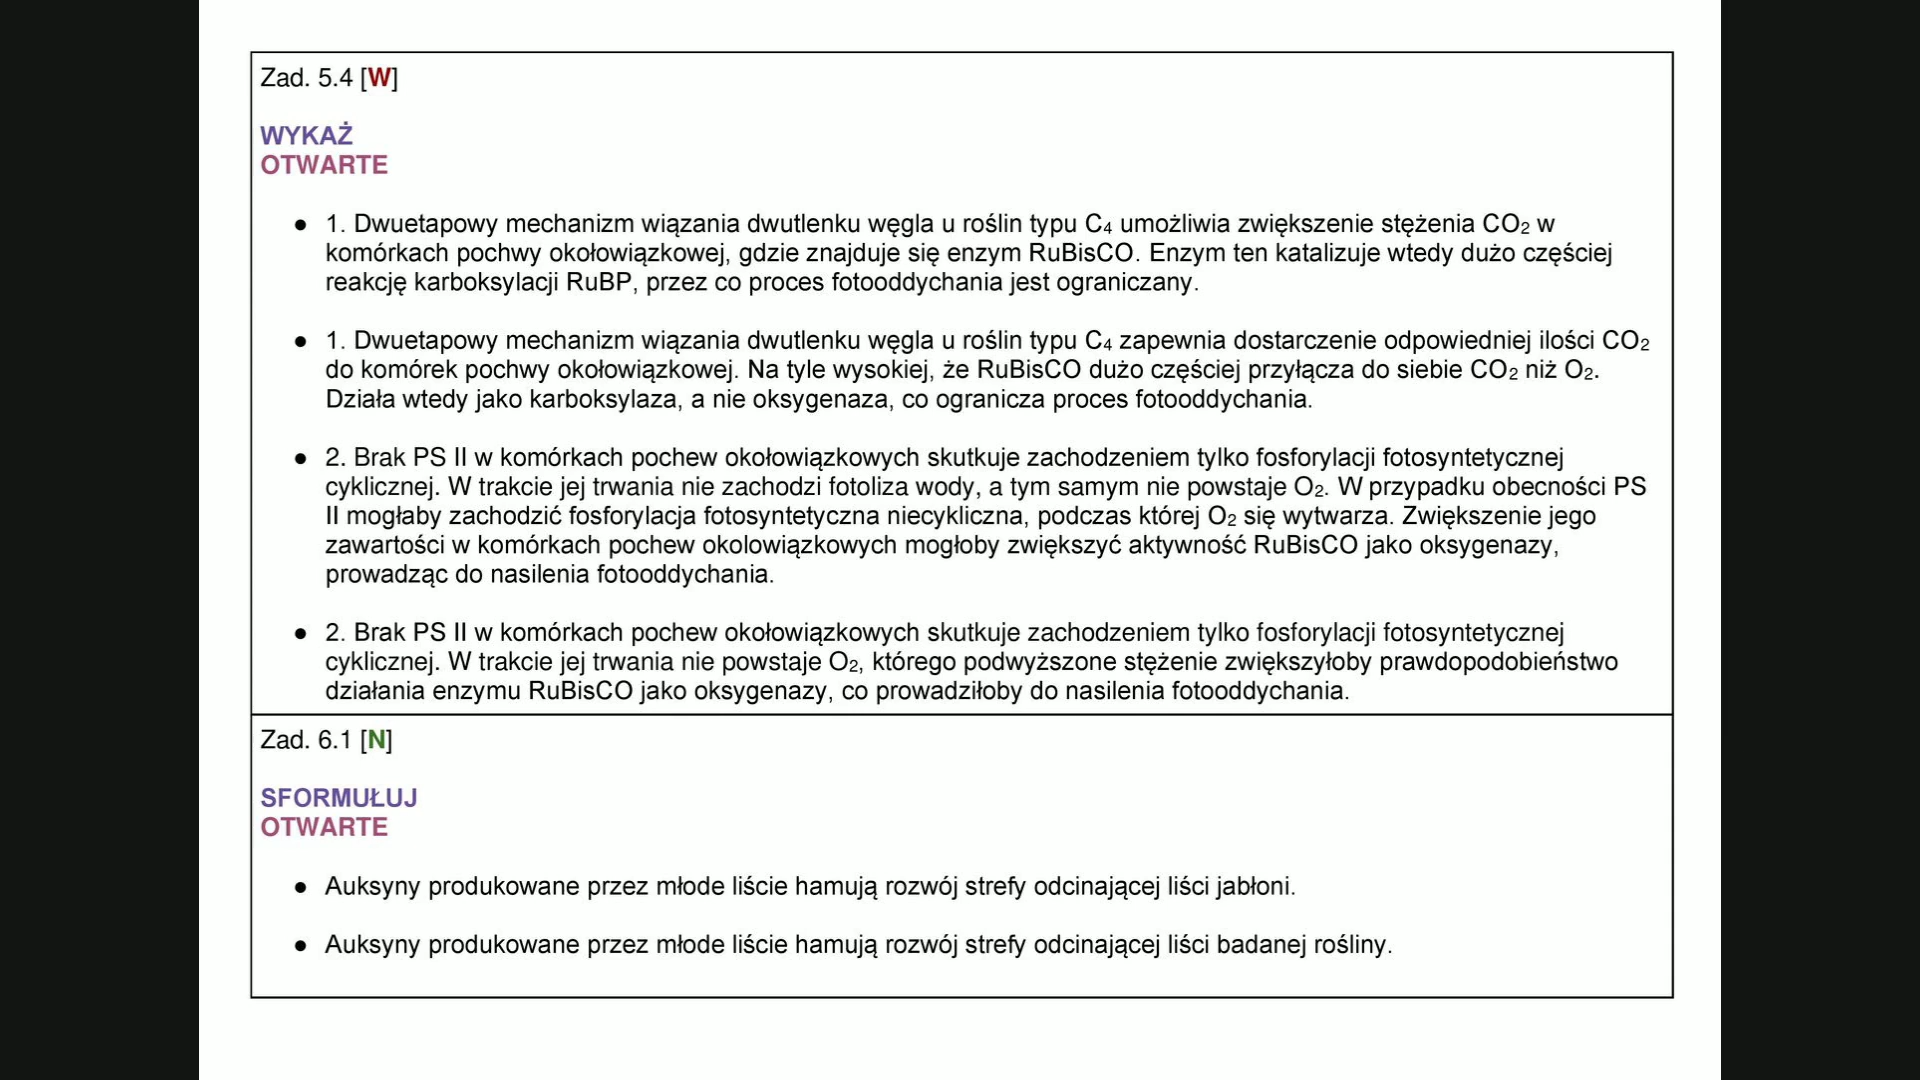 Zad. 5.4 [W]
WYKAŻ
OTWARTE
● 1. Dwuetapowy mechanizm wiązania dwutlenku węgla u roślin typu C₄ umożliwia zwiększenie stężenia CO₂ w
komórkach pochwy okołowiązkowej, gdzie znajduje się enzym RuBisCO. Enzym ten katalizuje wtedy dużo częściej
reakcję karboksylacji RuBP, przez co proces fotooddychania jest ograniczany.
● 1. Dwuetapowy mechanizm wiązania dwutlenku węgla u roślin typu C₄ zapewnia dostarczenie odpowiedniej ilości CO₂
do komórek pochwy okołowiązkowej. Na tyle wysokiej, że RuBisCO dużo częściej przyłącza do siebie CO₂ niż O₂.
Działa wtedy jako karboksylaza, a nie oksygenaza, co ogranicza proces fotooddychania.
● 2. Brak PS II w komórkach pochew okołowiązkowych skutkuje zachodzeniem tylko fosforylacji fotosyntetycznej
cyklicznej. W trakcie jej trwania nie zachodzi fotoliza wody, a tym samym nie powstaje O₂. W przypadku obecności PS
II mogłaby zachodzić fosforylacja fotosyntetyczna niecykliczna, podczas której O₂ się wytwarza. Zwiększenie jego
zawartości w komórkach pochew okolowiązkowych mogłoby zwiększyć aktywność RuBisCO jako oksygenazy,
prowadząc do nasilenia fotooddychania.
● 2. Brak PS II w komórkach pochew okołowiązkowych skutkuje zachodzeniem tylko fosforylacji fotosyntetycznej
cyklicznej. W trakcie jej trwania nie powstaje O₂, którego podwyższone stężenie zwiększyłoby prawdopodobieństwo
działania enzymu RuBisCO jako oksygenazy, co prowadziłoby do nasilenia fotooddychania.
Zad. 6.1 [N]
SFORMUŁUJ
OTWARTE
● Auksyny produkowane przez młode liście hamują rozwój strefy odcinającej liści jabłoni.
● Auksyny produkowane przez młode liście hamują rozwój strefy odcinającej liści badanej rośliny.